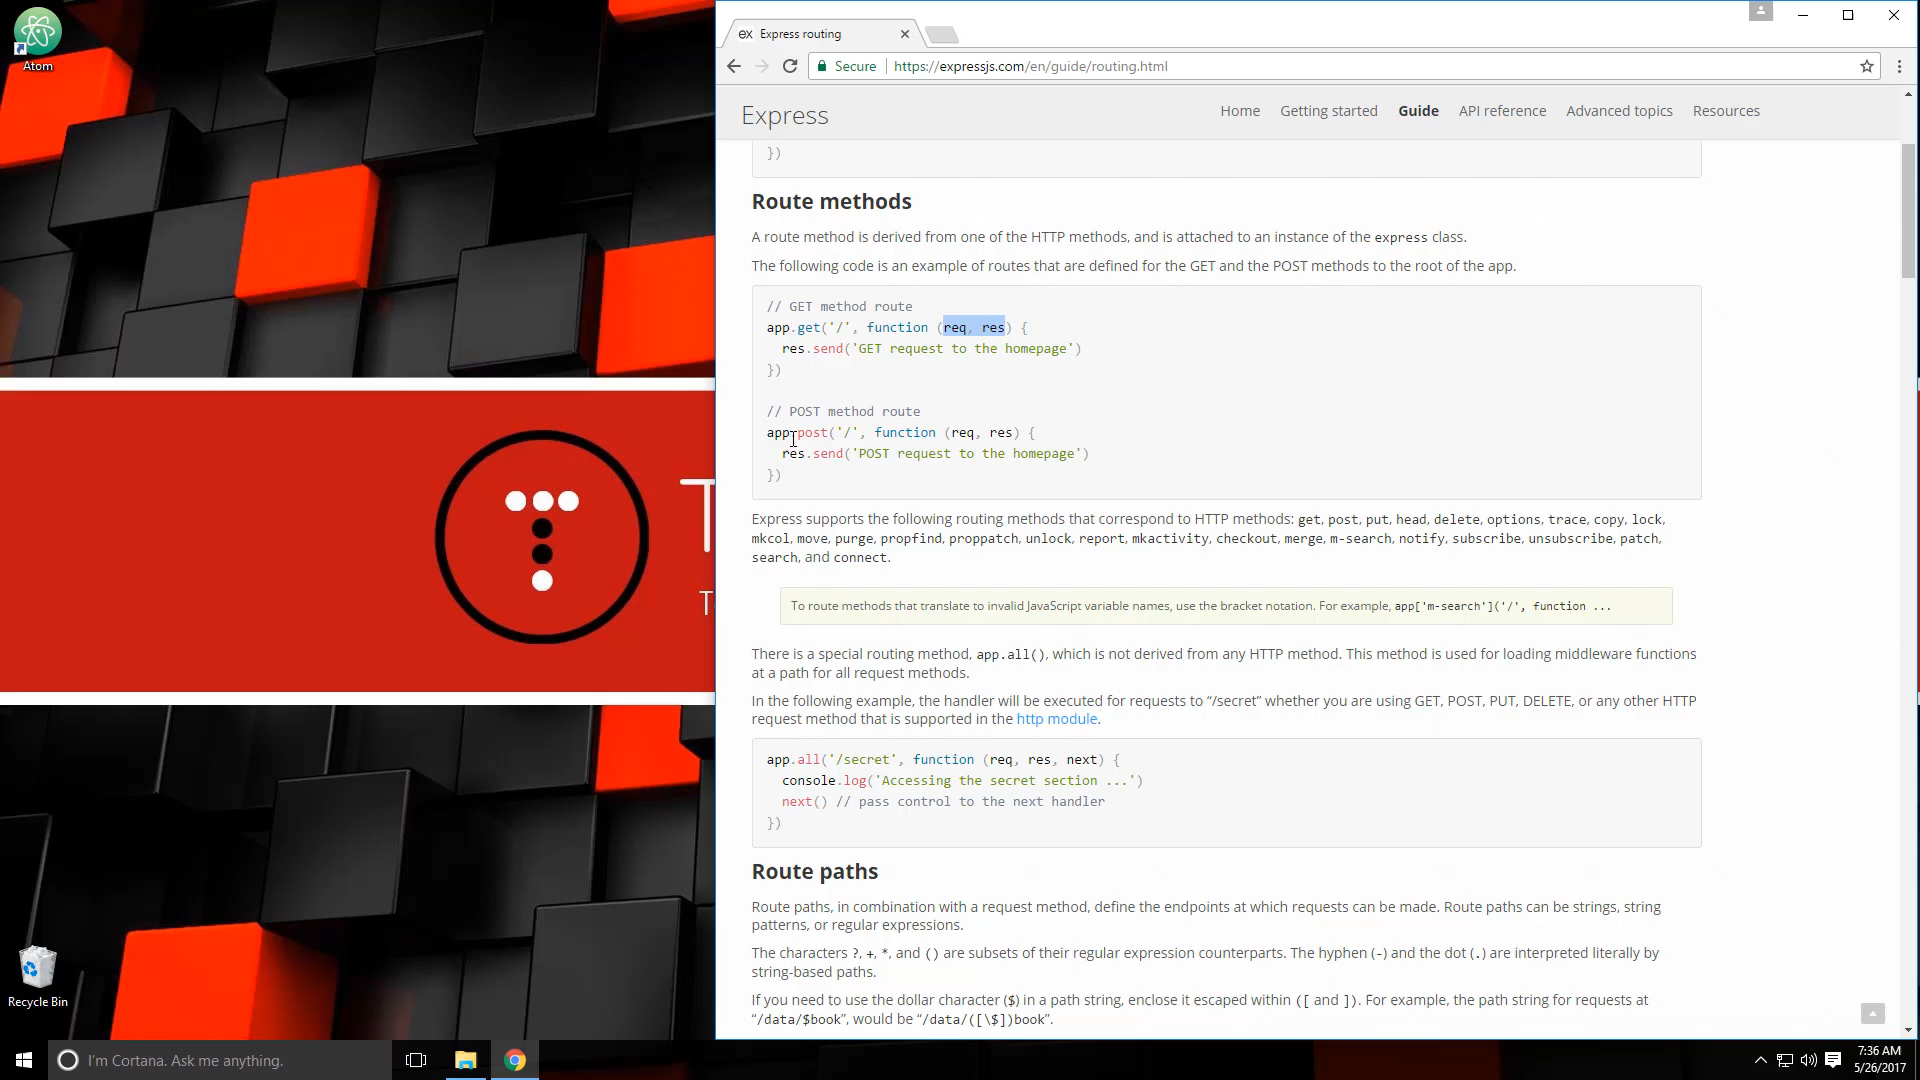 Atom
Express routing
Secure
https://expressjs.com/en/guide/routing.html
Express
Home
Getting started
Guide
API reference
Advanced topics
Resources
})
Route methods
A route method is derived from one of the HTTP methods, and is attached to an instance of the express class.
The following code is an example of routes that are defined for the GET and the POST methods to the root of the app.
// GET method route
app.get('/', function (req, res) {
res.send('GET request to the homepage')
})
// POST method route
app.post('/', function (req, res) {
res.send('POST request to the homepage')
})
Express supports the following routing methods that correspond to HTTP methods: get, post, put, head, delete, options, trace, copy, lock,
mkcol, move, purge, propfind, proppatch, unlock, report, mkactivity, checkout, merge, m-search, notify, subscribe, unsubscribe, patch,
search, and connect.
To route methods that translate to invalid JavaScript variable names, use the bracket notation. For example, app['m-search']('/', function ...
There is a special routing method, app.all(), which is not derived from any HTTP method. This method is used for loading middleware functions
at a path for all request methods.
In the following example, the handler will be executed for requests to “/secret” whether you are using GET, POST, PUT, DELETE, or any other HTTP
request method that is supported in the http module.
app.all('/secret', function (req, res, next) {
console.log('Accessing the secret section ...')
next() // pass control to the next handler
})
Route paths
Route paths, in combination with a request method, define the endpoints at which requests can be made. Route paths can be strings, string
patterns, or regular expressions.
The characters ?, +, *, and () are subsets of their regular expression counterparts. The hyphen (-) and the dot (.) are interpreted literally by
string-based paths.
If you need to use the dollar character ($) in a path string, enclose it escaped within ([ and ]). For example, the path string for requests at
“/data/$book”, would be “/data/([\$])book”.
Recycle Bin
I'm Cortana. Ask me anything.
7:36 AM
5/26/2017